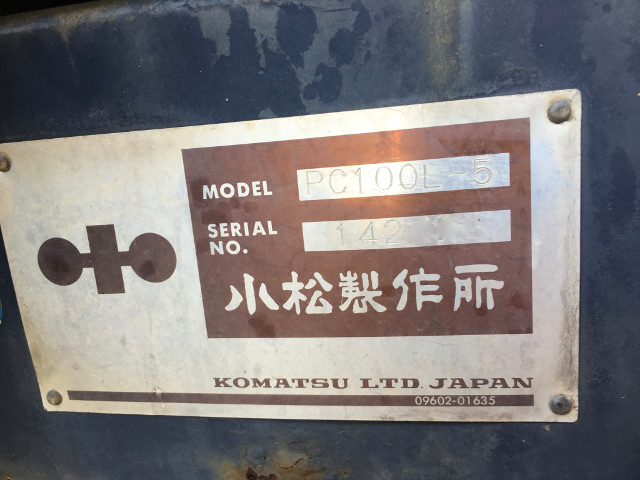 MODEL PC100L-5
SERIAL NO. 142
小松製作所
KOMATSU LTD. JAPAN
09602-01635